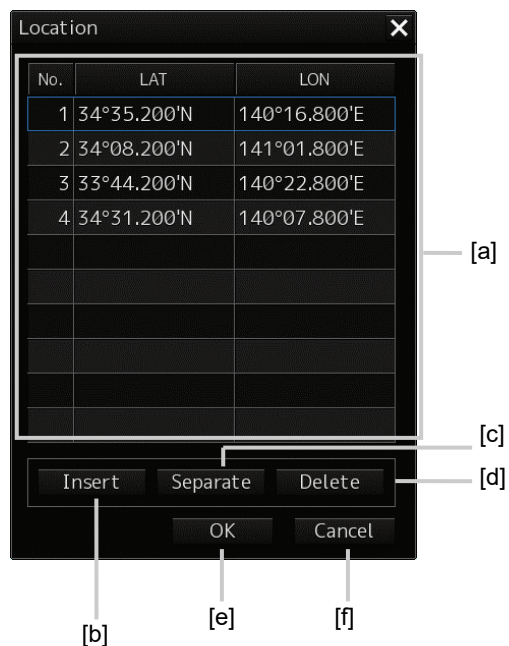 Location
No. LAT LON
1 34°35.200'N 140°16.800'E
2 34°08.200'N 141°01.800'E
3 33°44.200'N 140°22.800'E
4 34°31.200'N 140°07.800'E
[a]
[c]
Insert Separate Delete [d]
OK Cancel
[b] [e] [f]